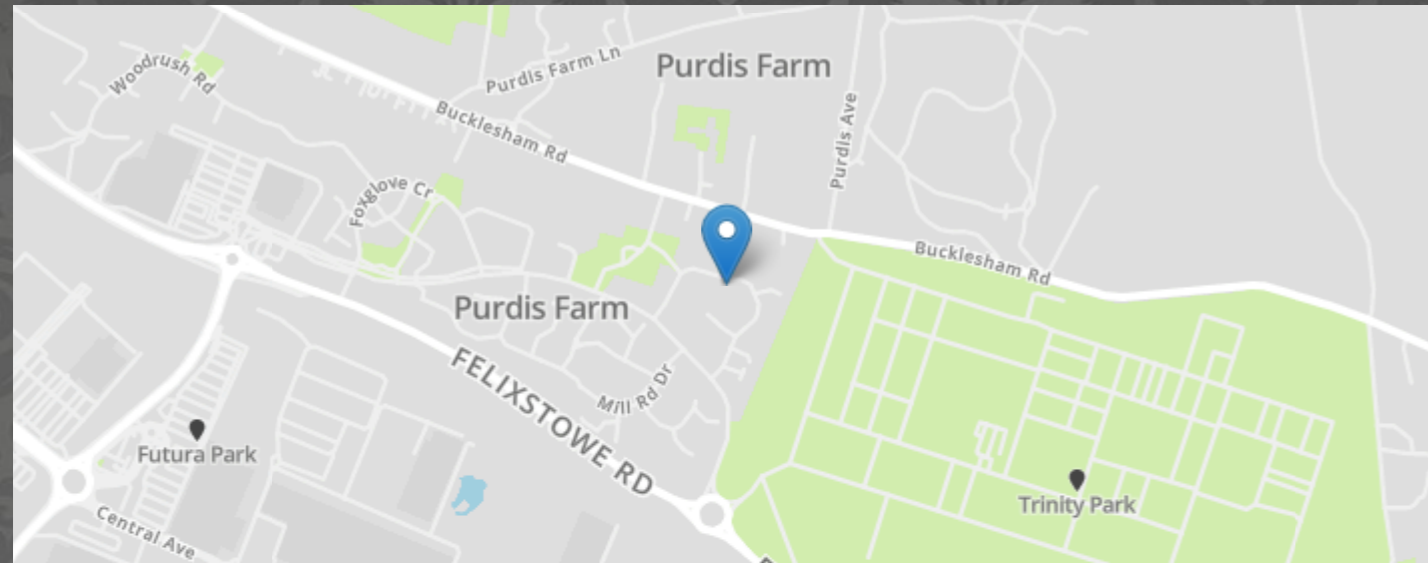 Woodrush Rd
Purdis Farm Ln
Purdis Farm
Bucklesham Rd
Purdis Ave
Foxglove Cr
Bucklesham Rd
Purdis Farm
FELIXSTOWE RD
Mill Rd Dr
Futura Park
Trinity Park
Central Ave